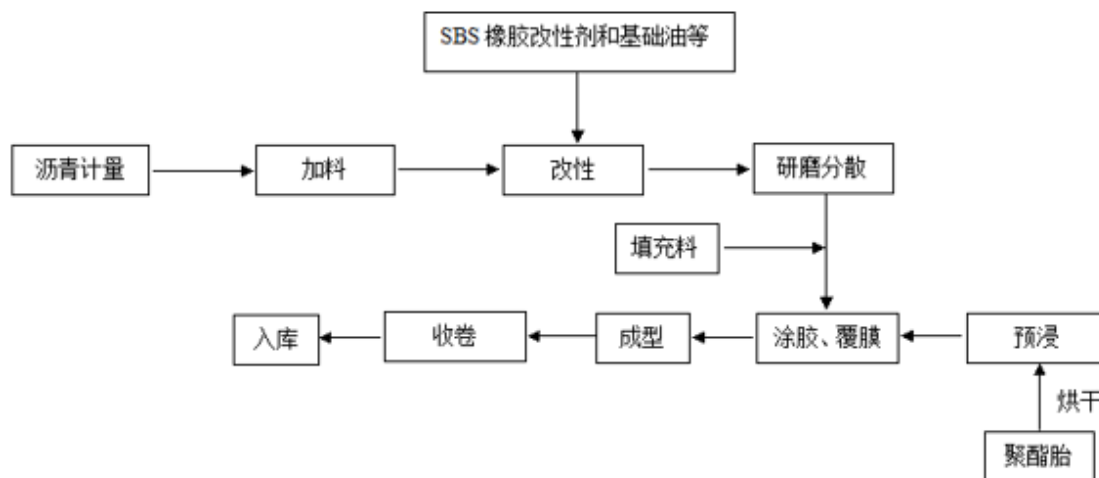 SBS 橡胶改性剂和基础油等
沥青计量
加料
改性
研磨分散
填充料
入库
收卷
成型
涂胶、覆膜
预浸
烘干
聚酯胎